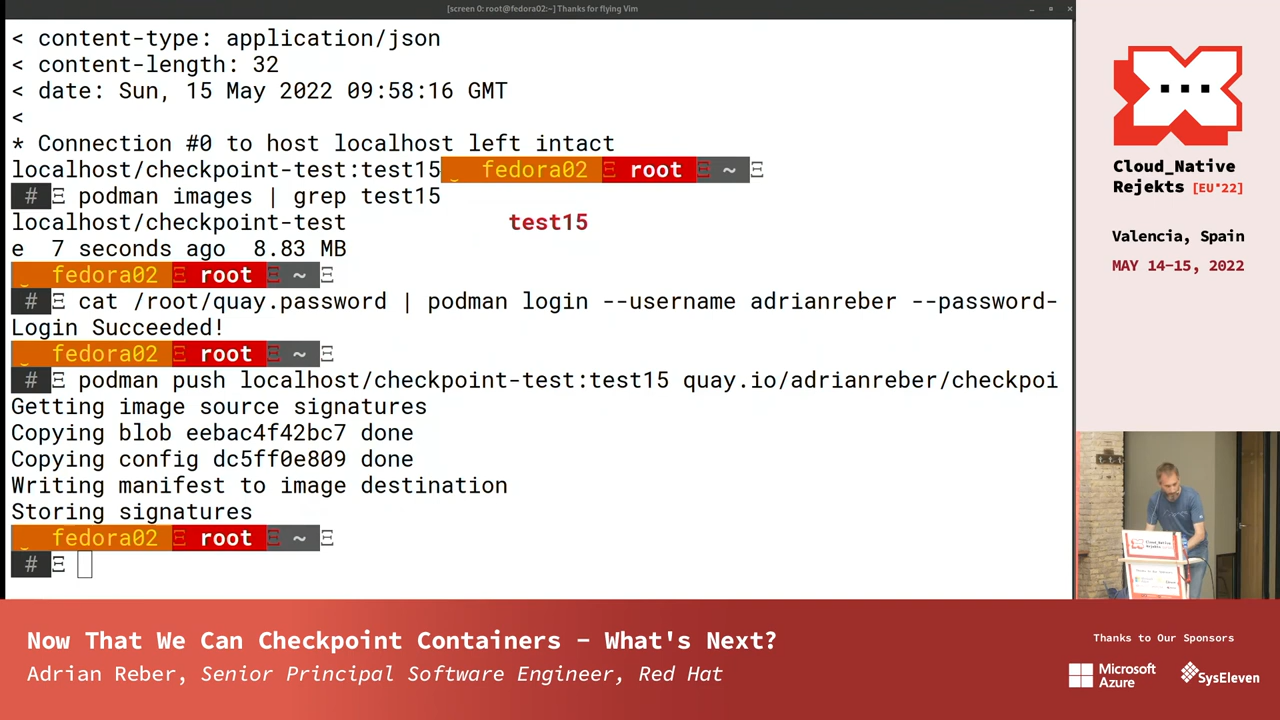 [screen 0: root@fedora02:~] Thanks for flying Vim
< content-type: application/json
< content-length: 32
< date: Sun, 15 May 2022 09:58:16 GMT
<
* Connection #0 to host localhost left intact
localhost/checkpoint-test:test15 fedora02 Ξ root Ξ ~ Ξ
# Ξ podman images | grep test15
localhost/checkpoint-test test15
e 7 seconds ago 8.83 MB
fedora02 Ξ root Ξ ~ Ξ
# Ξ cat /root/quay.password | podman login --username adrianreber --password-
Login Succeeded!
fedora02 Ξ root Ξ ~ Ξ
# Ξ podman push localhost/checkpoint-test:test15 quay.io/adrianreber/checkpoi
Getting image source signatures
Copying blob eebac4f42bc7 done
Copying config dc5ff0e809 done
Writing manifest to image destination
Storing signatures
fedora02 Ξ root Ξ ~ Ξ
# Ξ
Cloud_Native
Rejekts [EU*22]
Valencia, Spain
MAY 14-15, 2022
Cloud_Native
Rejekts
Now That We Can Checkpoint Containers - What's Next?
Adrian Reber, Senior Principal Software Engineer, Red Hat
Thanks to Our Sponsors
Microsoft
Azure
SysEleven